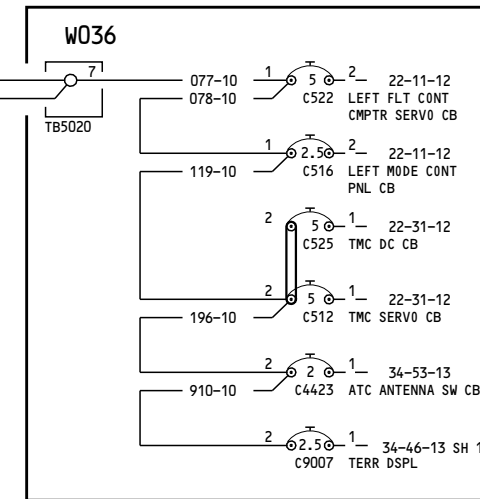 W036
7
TB5020
077-10 1 5 2 22-11-12
078-10 C522 LEFT FLT CONT
CMPTR SERVO CB
1 2.5 2 22-11-12
119-10 C516 LEFT MODE CONT
PNL CB
2 5 1 22-31-12
C525 TMC DC CB
2 5 1 22-31-12
196-10 C512 TMC SERVO CB
2 2 1 34-53-13
910-10 C4423 ATC ANTENNA SW CB
2 2.5 1 34-46-13 SH 1
C9007 TERR DSPL